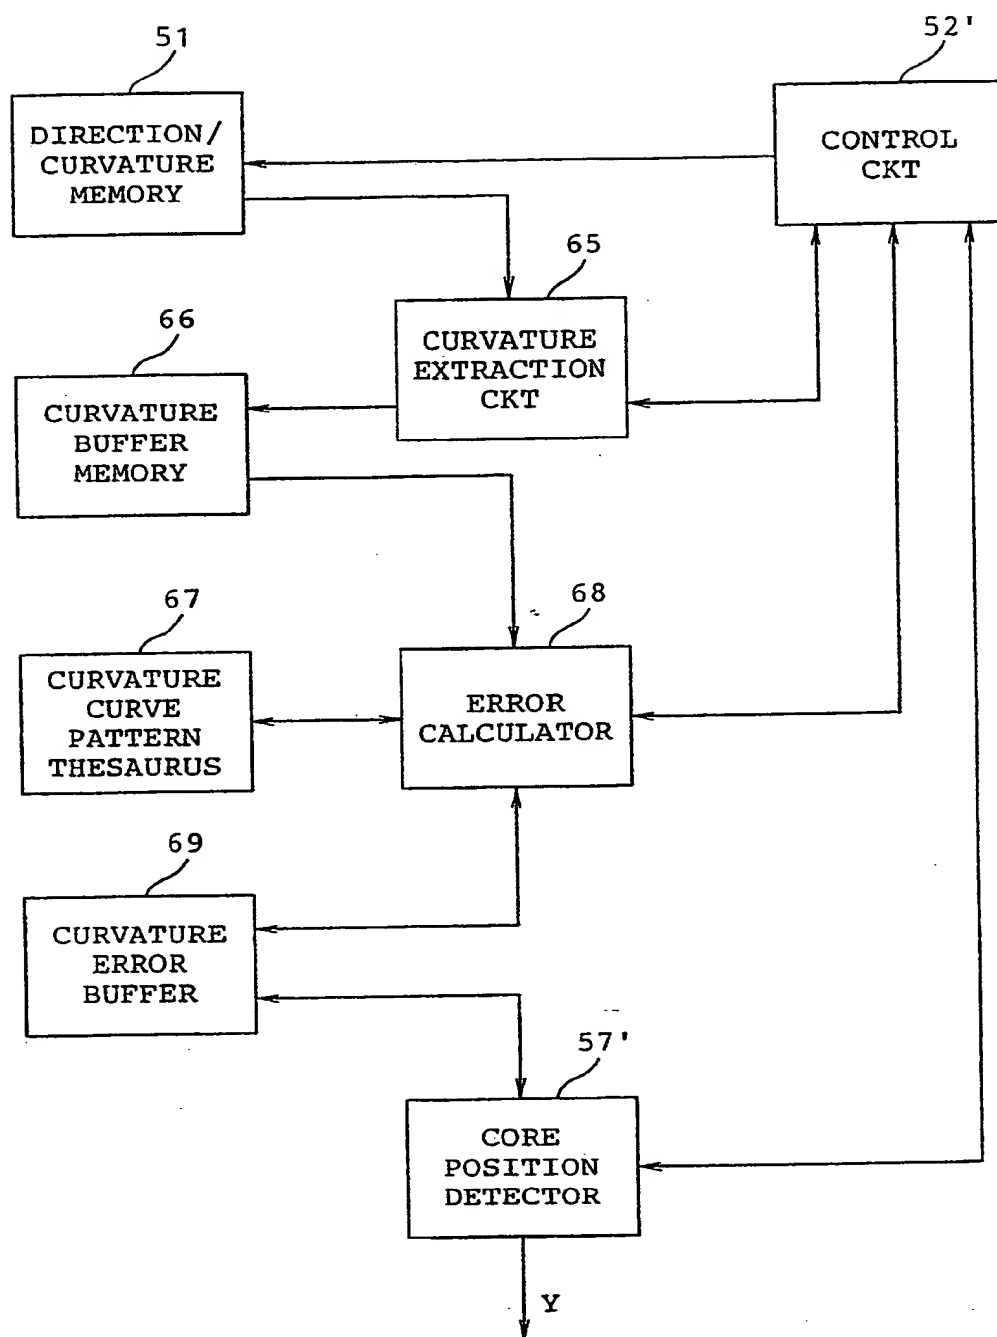 51
DIRECTION/
CURVATURE
MEMORY
52'
CONTROL
CKT
65
CURVATURE
EXTRACTION
CKT
66
CURVATURE
BUFFER
MEMORY
67
CURVATURE
CURVE
PATTERN
THESAURUS
68
ERROR
CALCULATOR
69
CURVATURE
ERROR
BUFFER
57'
CORE
POSITION
DETECTOR
Y